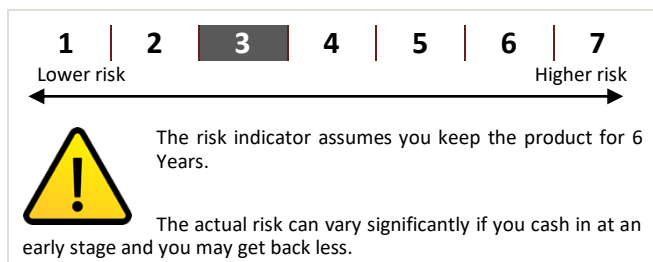 1 2 3 4 5 6 7
Lower risk Higher risk
The risk indicator assumes you keep the product for 6
Years.
The actual risk can vary significantly if you cash in at an
early stage and you may get back less.